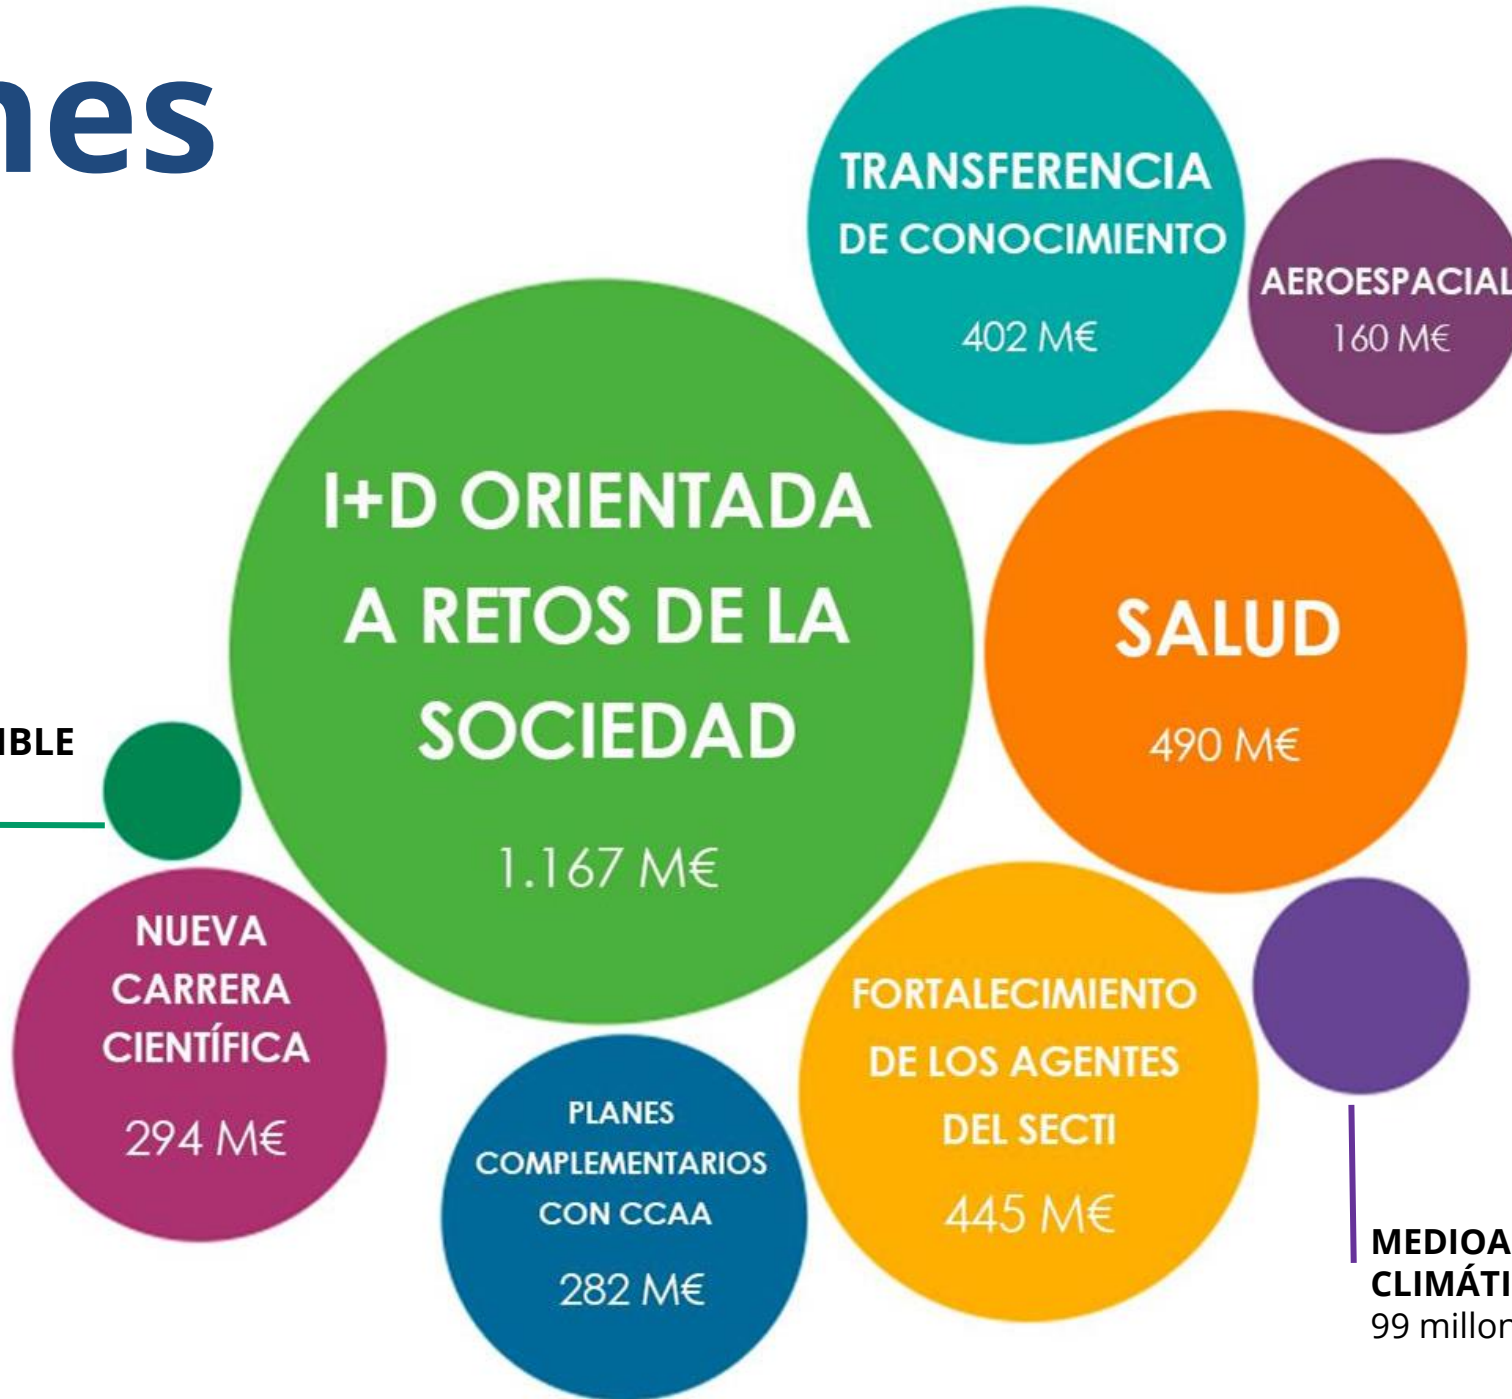 nes
TRANSFERENCIA
DE CONOCIMIENTO
402 M€
AEROESPACIAL
160 M€
I+D ORIENTADA
A RETOS DE LA
SOCIEDAD
1.167 M€
SALUD
490 M€
IBLE
NUEVA
CARRERA
CIENTÍFICA
294 M€
PLANES
COMPLEMENTARIOS
CON CCAA
282 M€
FORTALECIMIENTO
DE LOS AGENTES
DEL SECTI
445 M€
MEDIOA
CLIMÁTI
99 millon